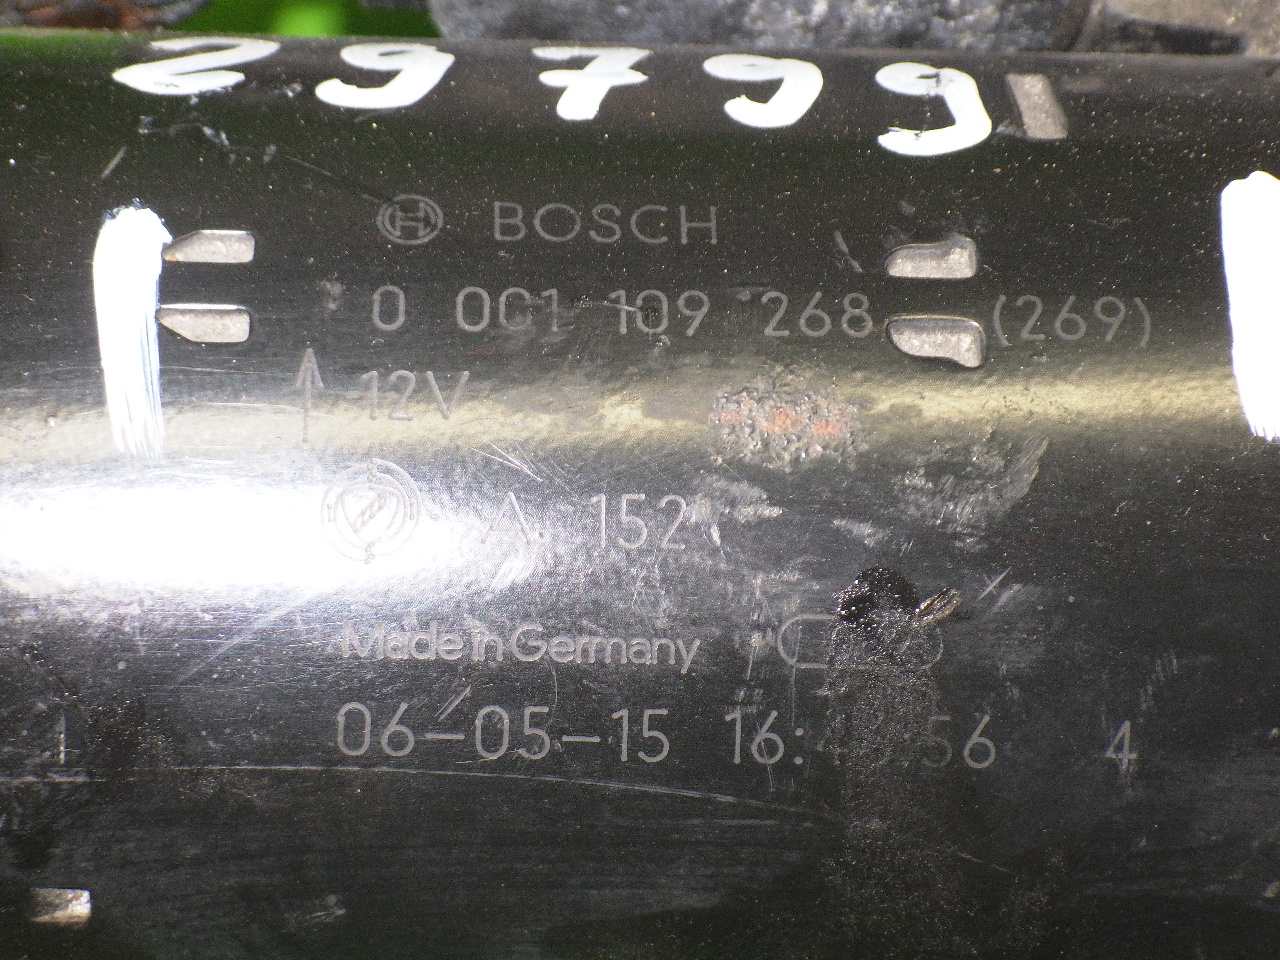 29799
BOSCH
0 001 109 268 (269)
12V
A. 152
Made in Germany
06-05-15 16: 56 4